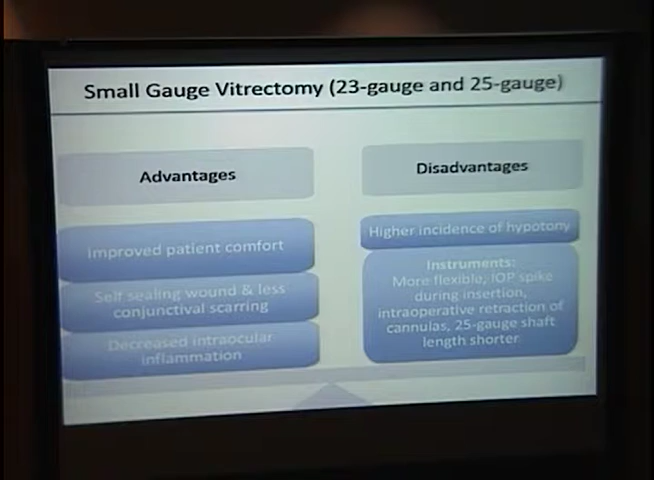 Small Gauge Vitrectomy (23-gauge and 25-gauge)
Advantages
Improved patient comfort
Self sealing wound & less
conjunctival scarring
Decreased intraocular
inflammation
Disadvantages
Higher incidence of hypotony
Instruments:
More flexible, IOP spike
during insertion,
intraoperative retraction of
cannulas, 25-gauge shaft
length shorter